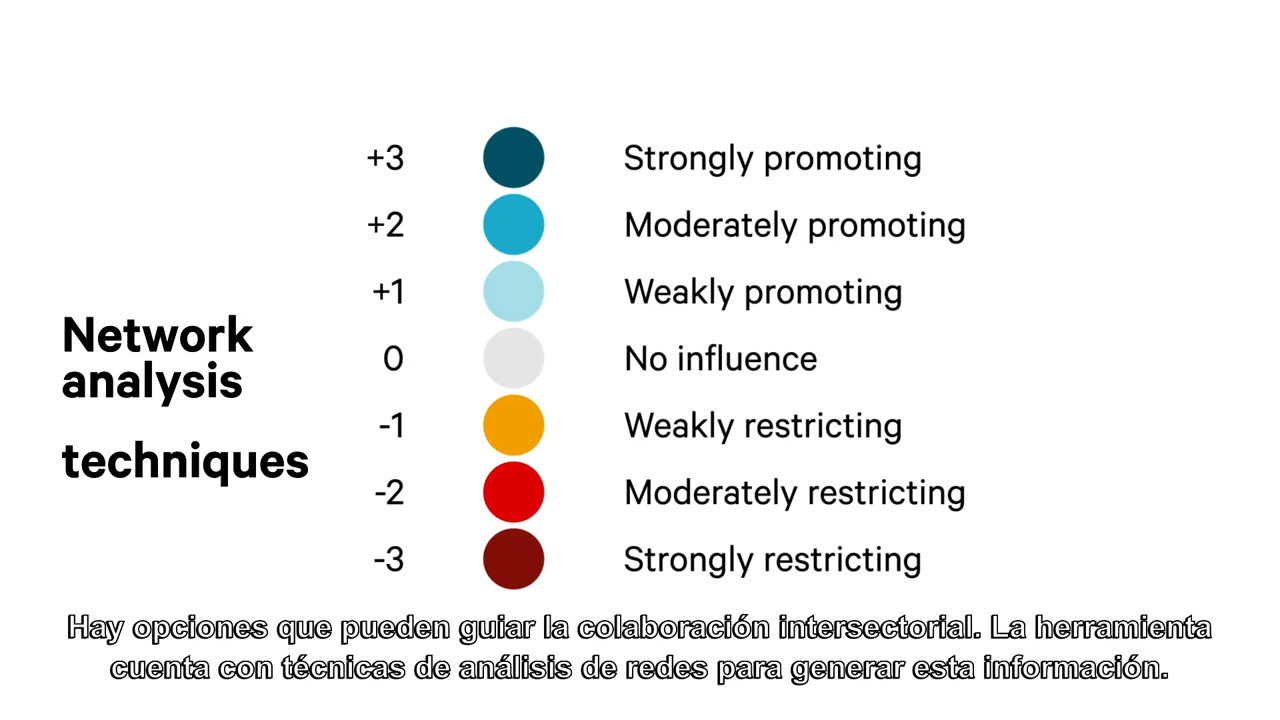 +3 Strongly promoting
+2 Moderately promoting
+1 Weakly promoting
0 No influence
-1 Weakly restricting
-2 Moderately restricting
-3 Strongly restricting
Network
analysis
techniques
Hay opciones que pueden guiar la colaboración intersectorial. La herramienta
cuenta con técnicas de análisis de redes para generar esta información.